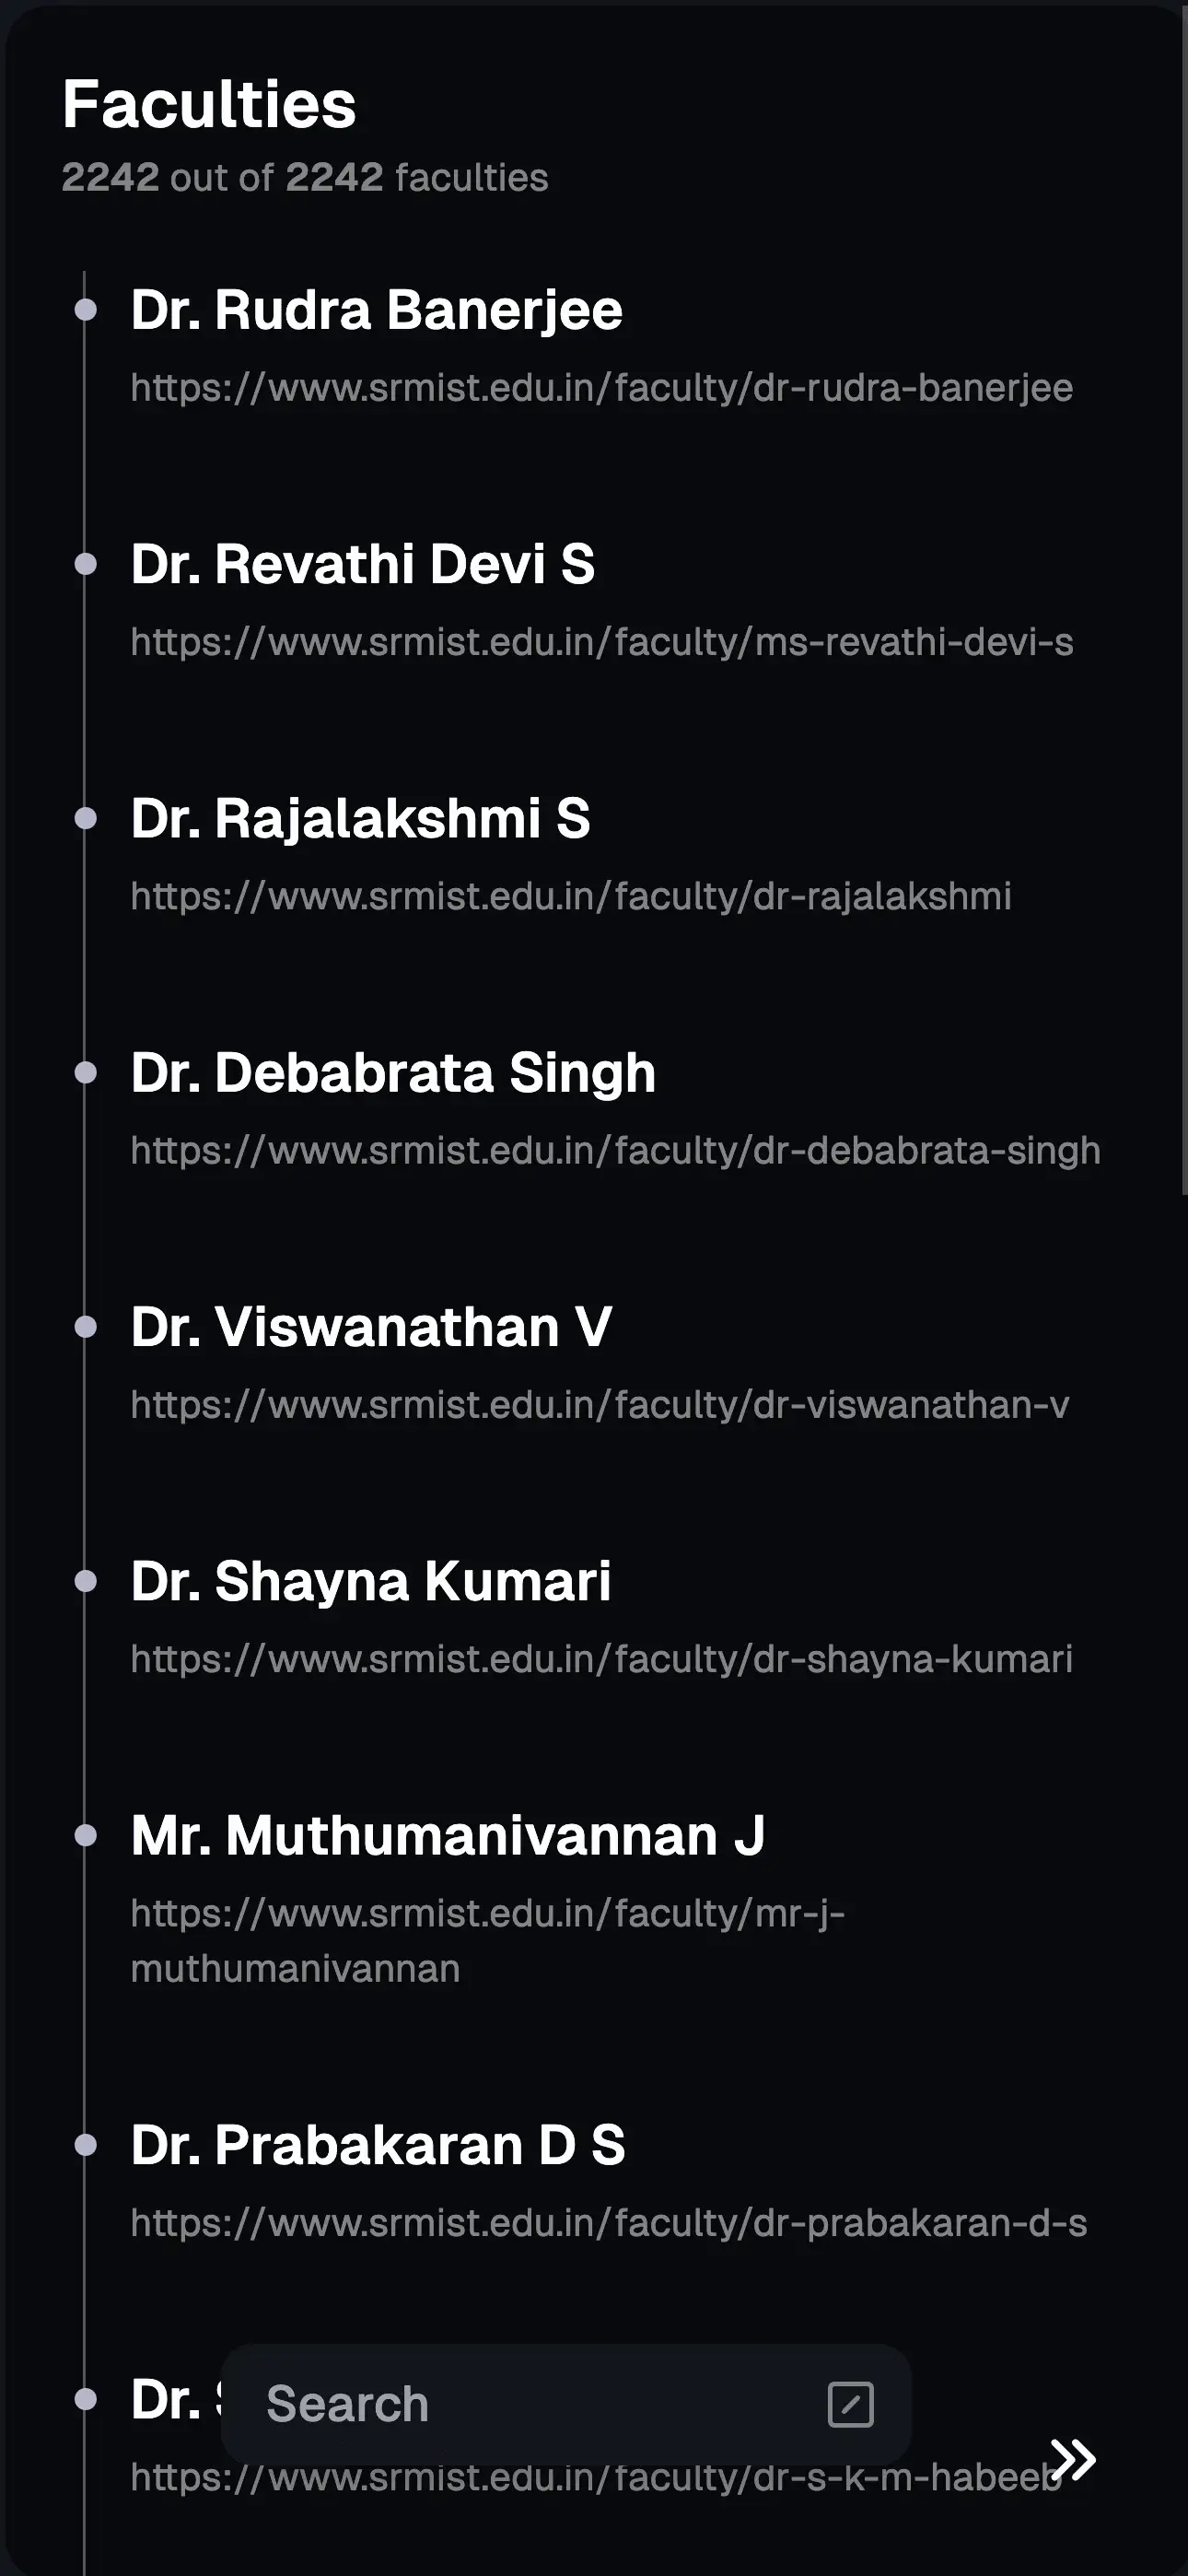 Faculties
2242 out of 2242 faculties
Dr. Rudra Banerjee
https://www.srmist.edu.in/faculty/dr-rudra-banerjee
Dr. Revathi Devi S
https://www.srmist.edu.in/faculty/ms-revathi-devi-s
Dr. Rajalakshmi S
https://www.srmist.edu.in/faculty/dr-rajalakshmi
Dr. Debabrata Singh
https://www.srmist.edu.in/faculty/dr-debabrata-singh
Dr. Viswanathan V
https://www.srmist.edu.in/faculty/dr-viswanathan-v
Dr. Shayna Kumari
https://www.srmist.edu.in/faculty/dr-shayna-kumari
Mr. Muthumanivannan J
https://www.srmist.edu.in/faculty/mr-j-
muthumanivannan
Dr. Prabakaran D S
https://www.srmist.edu.in/faculty/dr-prabakaran-d-s
Dr.
Search
https://www.srmist.edu.in/faculty/dr-s-k-m-habeeb